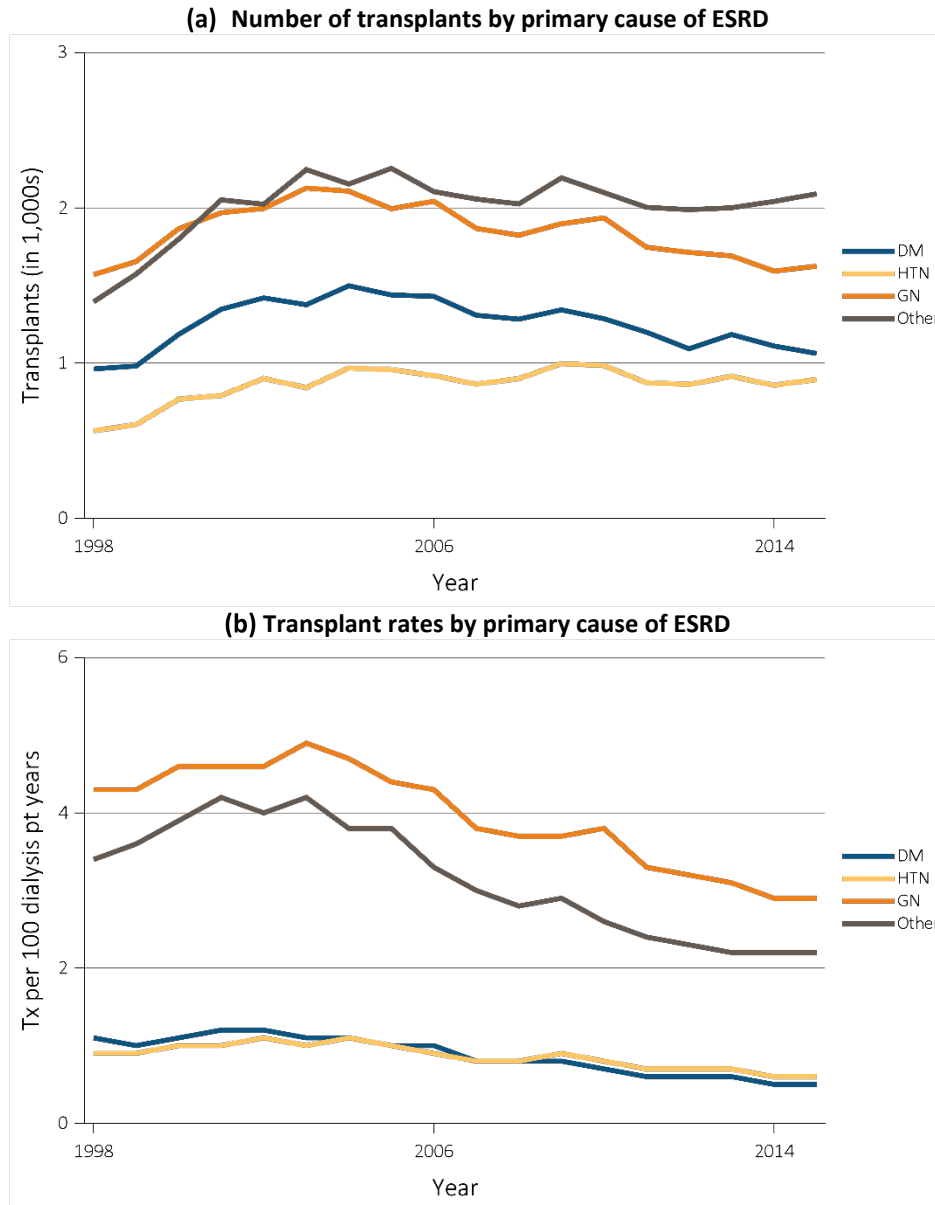 (a) Number of transplants by primary cause of ESRD
3
2
1
0
Transplants (in 1,000s)
1998
2006
2014
Year
DM
HTN
GN
Other
(b) Transplant rates by primary cause of ESRD
6
4
2
0
Tx per 100 dialysis pt years
1998
2006
2014
Year
DM
HTN
GN
Other